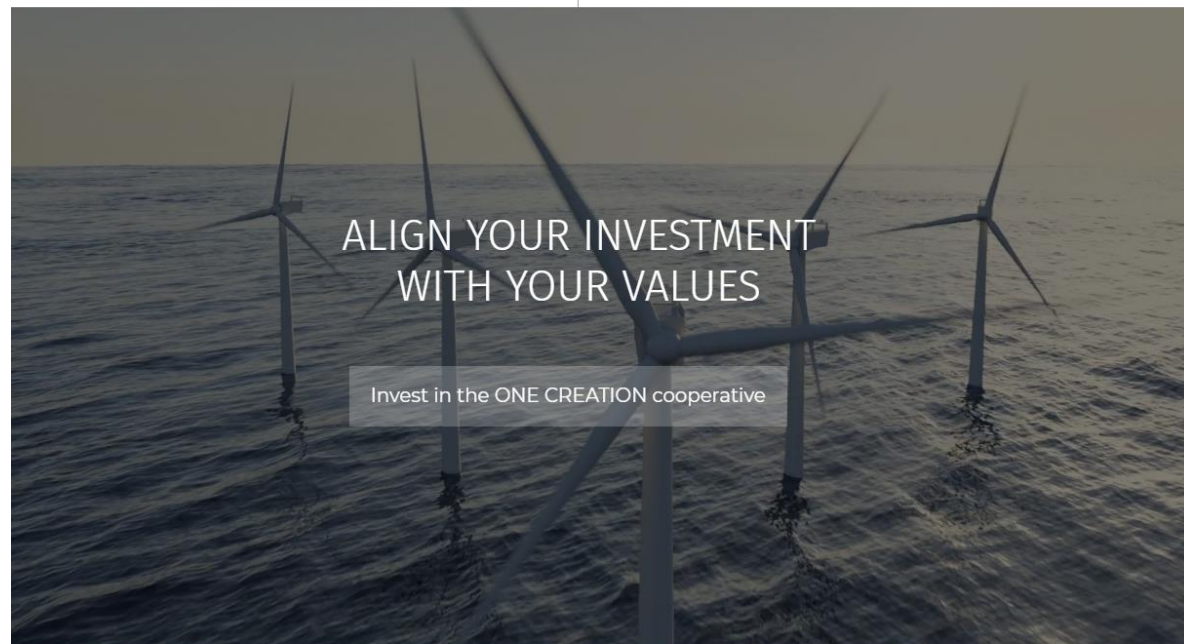 ALIGN YOUR INVESTMENT
WITH YOUR VALUES
Invest in the ONE CREATION cooperative